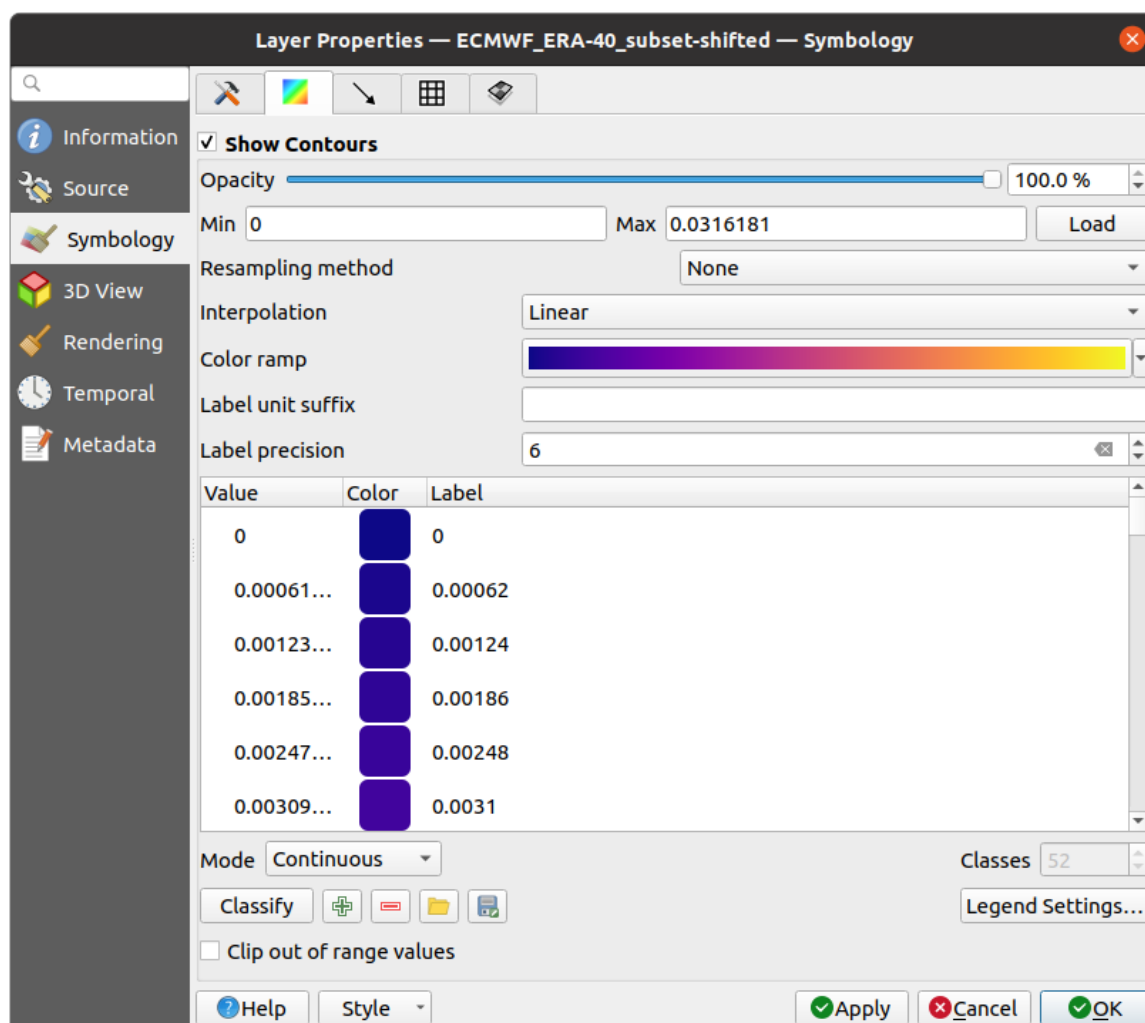 Layer Properties — ECMWF_ERA-40_subset-shifted — Symbology
Information
Source
Symbology
3D View
Rendering
Temporal
Metadata
Show Contours
Opacity 100.0 %
Min 0 Max 0.0316181 Load
Resampling method None
Interpolation Linear
Color ramp
Label unit suffix
Label precision 6
Value Color Label
0 0
0.00061... 0.00062
0.00123... 0.00124
0.00185... 0.00186
0.00247... 0.00248
0.00309... 0.0031
Mode Continuous Classes 52
Classify Legend Settings...
Clip out of range values
Help Style Apply Cancel OK